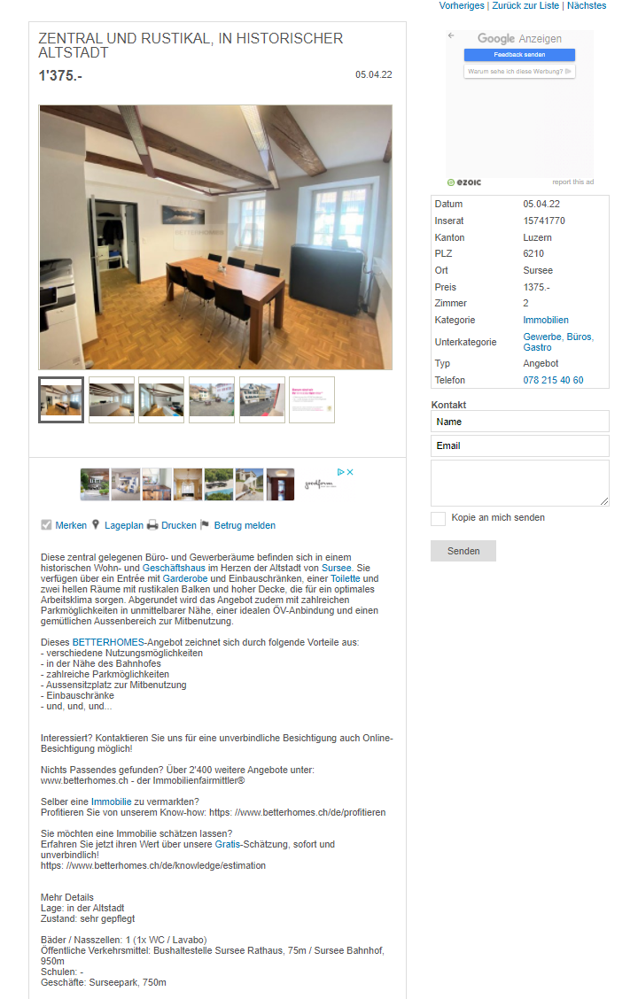 Vorheriges | Zurück zur Liste | Nächstes
ZENTRAL UND RUSTIKAL, IN HISTORISCHER
ALTSTADT
1'375.-
05.04.22
BETTERHOMES
Merken Lageplan Drucken Betrug melden
Diese zentral gelegenen Büro- und Gewerberäume befinden sich in einem
historischen Wohn- und Geschäftshaus im Herzen der Altstadt von Sursee. Sie
verfügen über ein Entrée mit Garderobe und Einbauschränken, einer Toilette und
zwei hellen Räume mit rustikalen Balken und hoher Decke, die für ein optimales
Arbeitsklima sorgen. Abgerundet wird das Angebot zudem mit zahlreichen
Parkmöglichkeiten in unmittelbarer Nähe, einer idealen ÖV-Anbindung und einen
gemütlichen Aussenbereich zur Mitbenutzung.
Dieses BETTERHOMES-Angebot zeichnet sich durch folgende Vorteile aus:
- verschiedene Nutzungsmöglichkeiten
- in der Nähe des Bahnhofes
- zahlreiche Parkmöglichkeiten
- Aussensitzplatz zur Mitbenutzung
- Einbauschränke
- und, und, und...
Interessiert? Kontaktieren Sie uns für eine unverbindliche Besichtigung auch Online-
Besichtigung möglich!
Nichts Passendes gefunden? Über 2'400 weitere Angebote unter:
www.betterhomes.ch - der Immobilienfairmittler®
Selber eine Immobilie zu vermarkten?
Profitieren Sie von unserem Know-how: https: //www.betterhomes.ch/de/profitieren
Sie möchten eine Immobilie schätzen lassen?
Erfahren Sie jetzt ihren Wert über unsere Gratis-Schätzung, sofort und
unverbindlich!
https: //www.betterhomes.ch/de/knowledge/estimation
Mehr Details
Lage: in der Altstadt
Zustand: sehr gepflegt
Bäder / Nasszellen: 1 (1x WC / Lavabo)
Öffentliche Verkehrsmittel: Bushaltestelle Sursee Rathaus, 75m / Sursee Bahnhof,
950m
Schulen: -
Geschäfte: Surseepark, 750m
Google Anzeigen
Feedback senden
Warum sehe ich diese Werbung?
ezoic
report this ad
Datum 05.04.22
Inserat 15741770
Kanton Luzern
PLZ 6210
Ort Sursee
Preis 1375.-
Zimmer 2
Kategorie Immobilien
Unterkategorie Gewerbe, Büros,
Gastro
Typ Angebot
Telefon 078 215 40 60
Kontakt
Name
Email
Kopie an mich senden
Senden